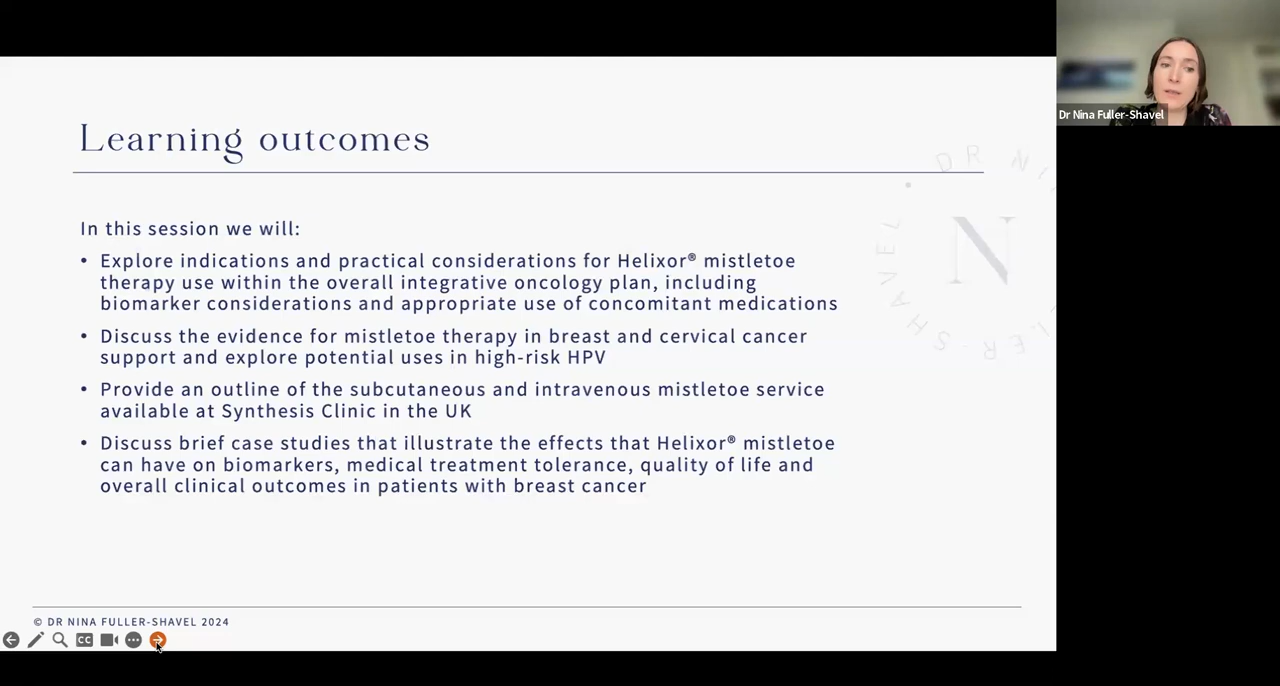 Learning outcomes
In this session we will:
• Explore indications and practical considerations for Helixor® mistletoe
therapy use within the overall integrative oncology plan, including
biomarker considerations and appropriate use of concomitant medications
• Discuss the evidence for mistletoe therapy in breast and cervical cancer
support and explore potential uses in high-risk HPV
• Provide an outline of the subcutaneous and intravenous mistletoe service
available at Synthesis Clinic in the UK
• Discuss brief case studies that illustrate the effects that Helixor® mistletoe
can have on biomarkers, medical treatment tolerance, quality of life and
overall clinical outcomes in patients with breast cancer
© DR NINA FULLER-SHAVEL 2024
CC
Dr Nina Fuller-Shavel
N